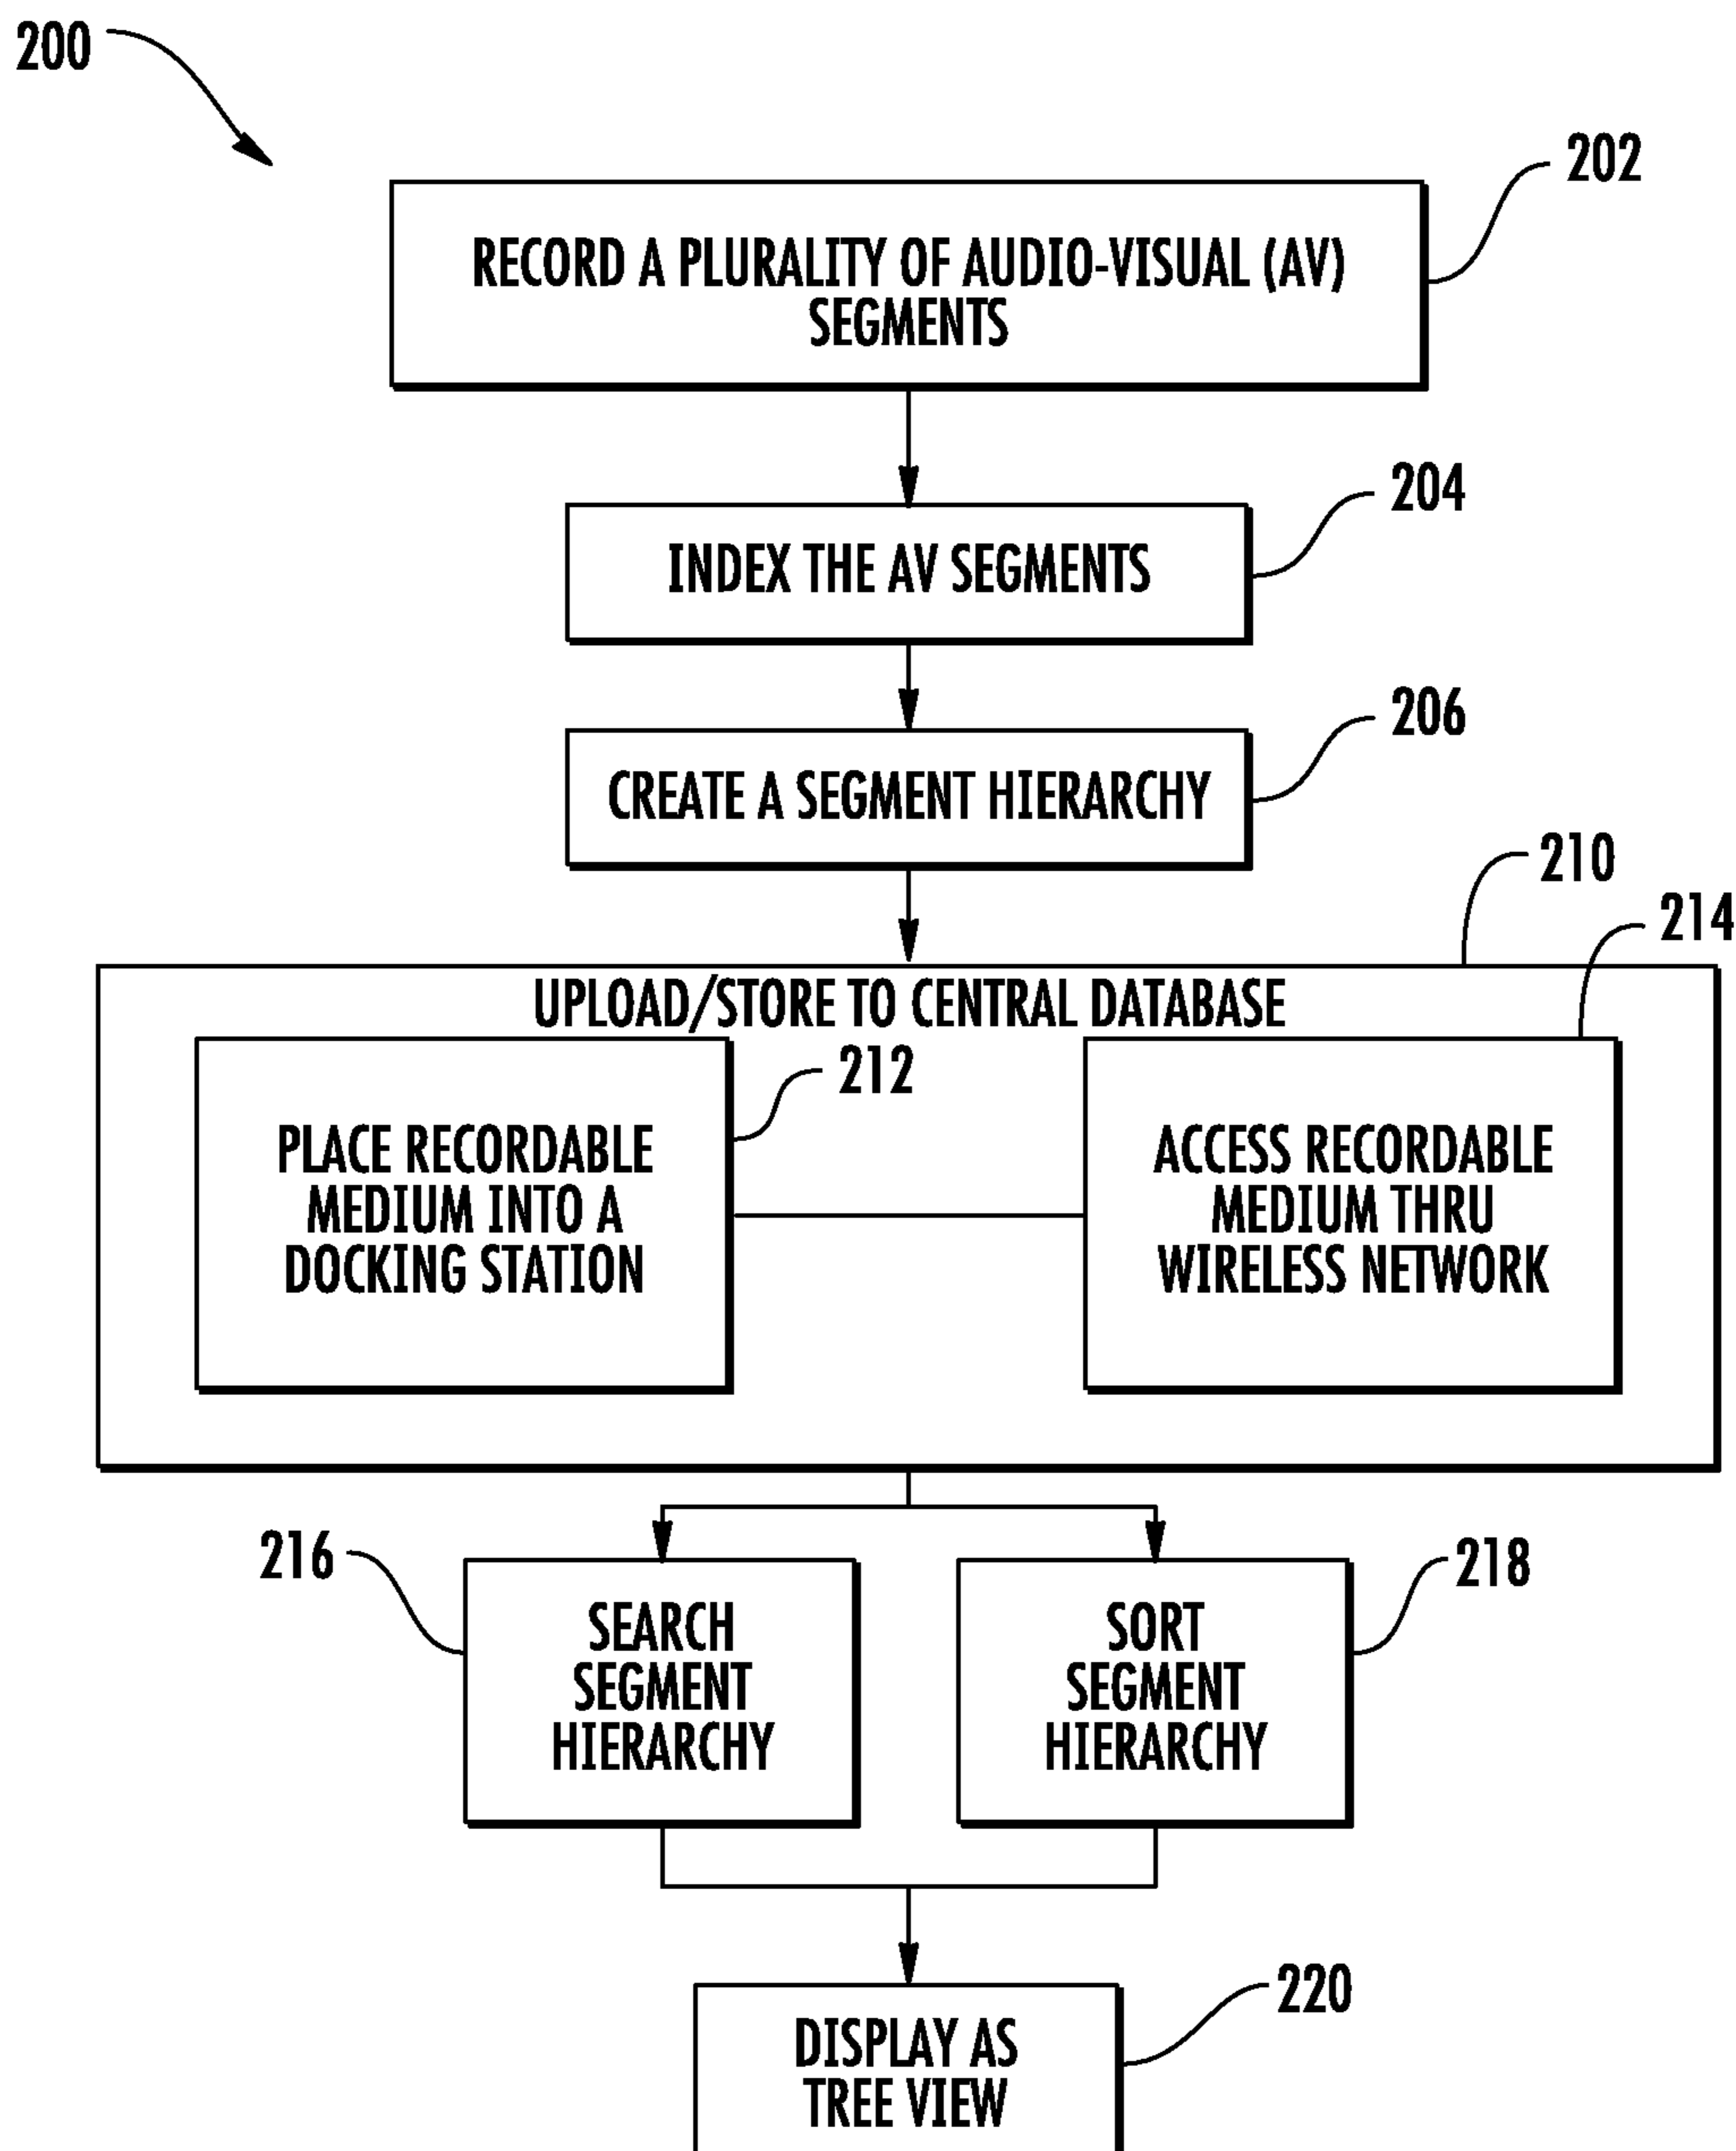 200
202
RECORD A PLURALITY OF AUDIO-VISUAL (AV)
SEGMENTS
204
INDEX THE AV SEGMENTS
206
CREATE A SEGMENT HIERARCHY
210
214
UPLOAD/STORE TO CENTRAL DATABASE
212
PLACE RECORDABLE
MEDIUM INTO A
DOCKING STATION
ACCESS RECORDABLE
MEDIUM THRU
WIRELESS NETWORK
216
218
SEARCH
SEGMENT
HIERARCHY
SORT
SEGMENT
HIERARCHY
220
DISPLAY AS
TREE VIEW